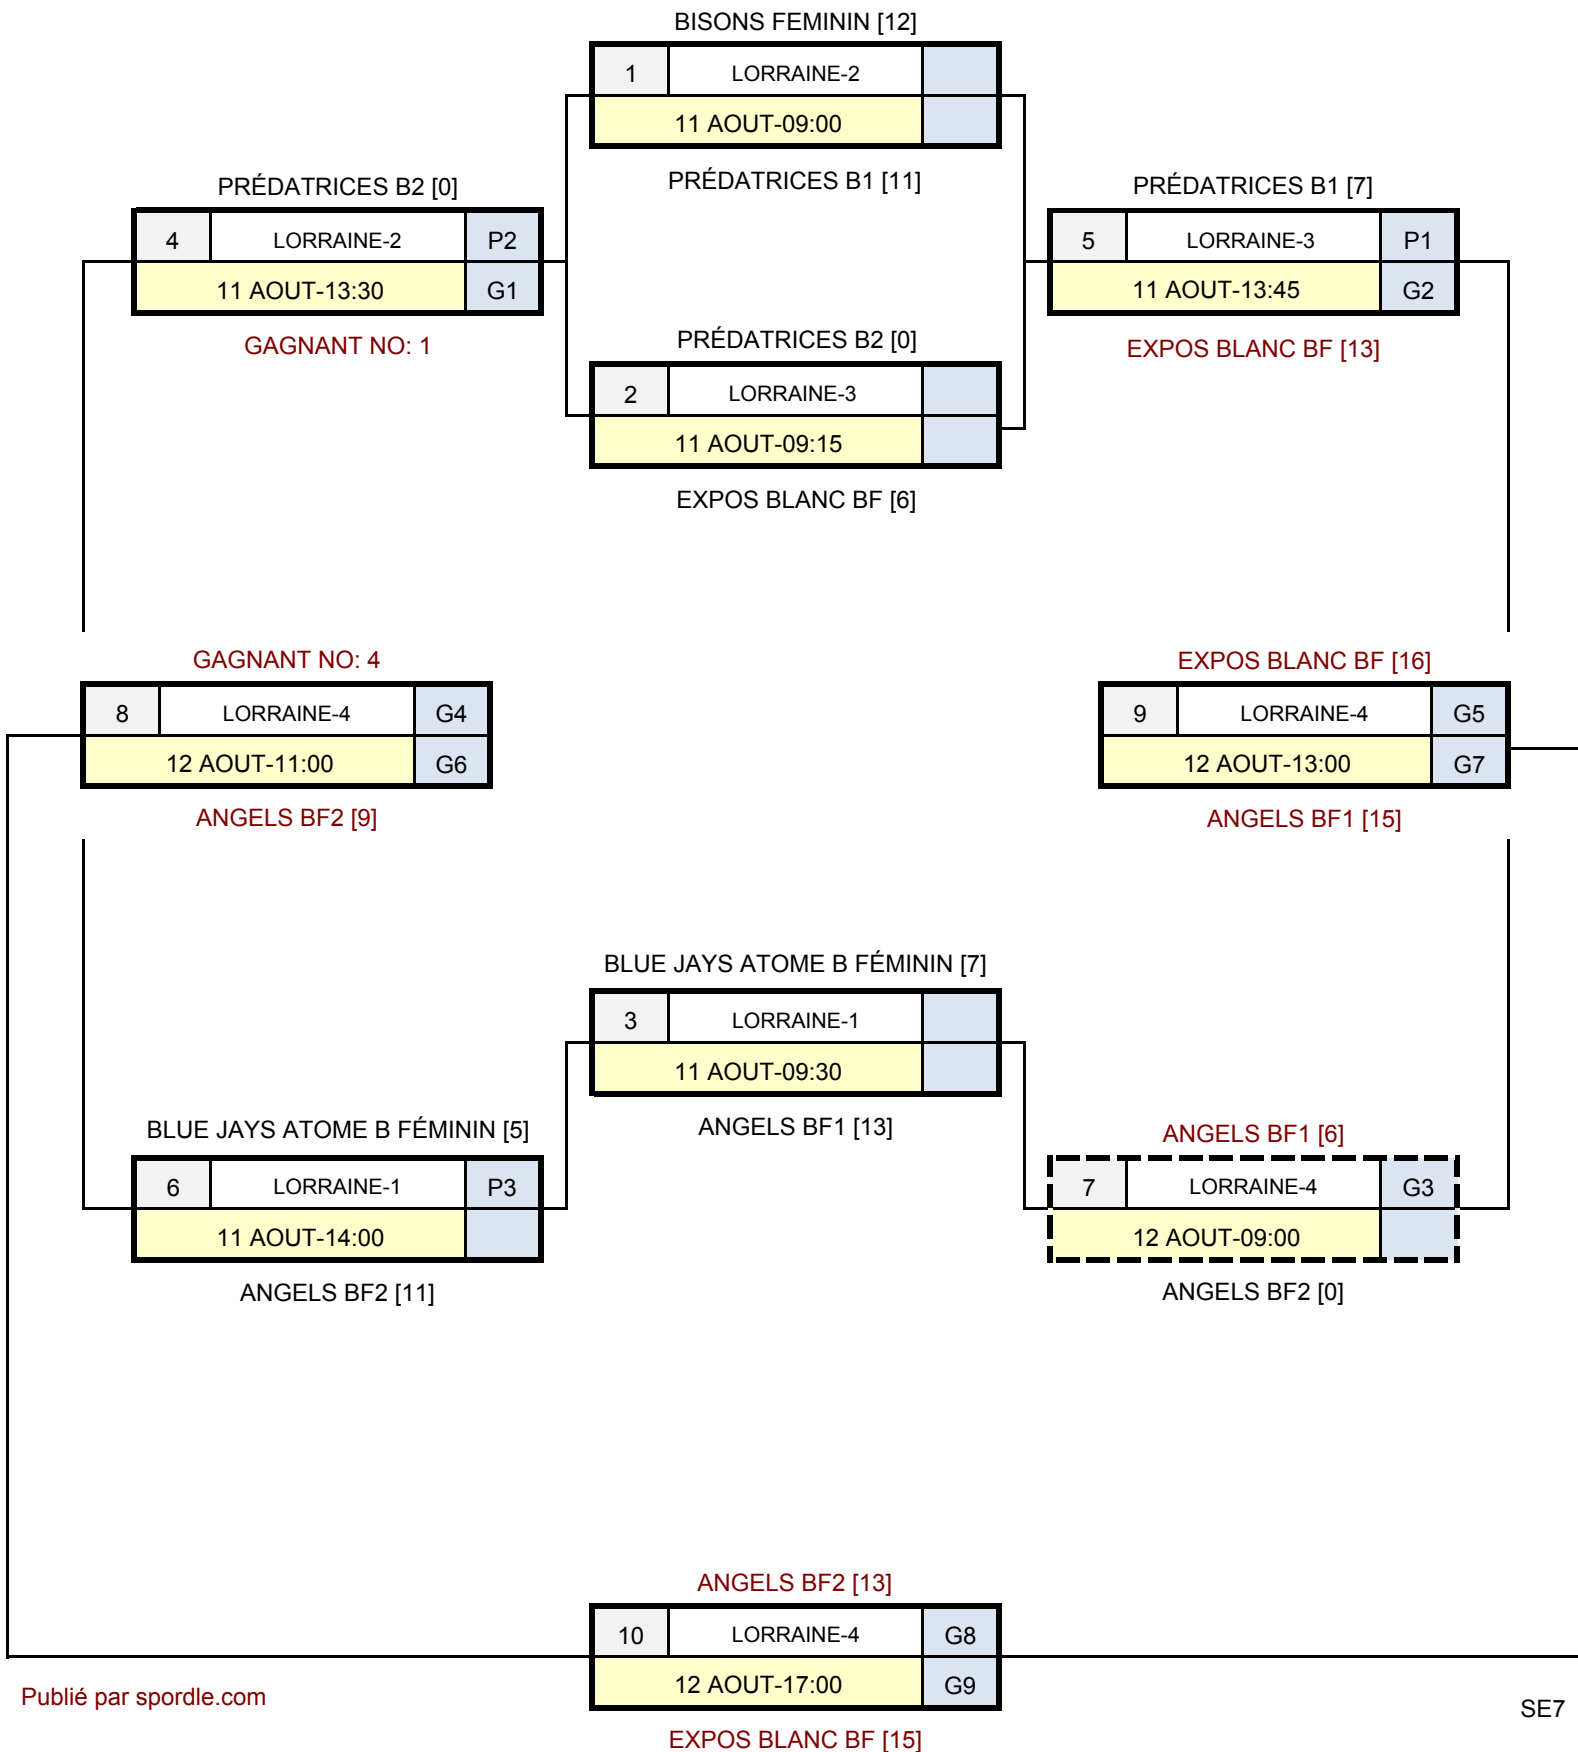 BISONS FEMININ [12]
1 LORRAINE-2
11 AOUT-09:00
PRÉDATRICES B1 [11]
PRÉDATRICES B2 [0]
4 LORRAINE-2 P2
11 AOUT-13:30 G1
GAGNANT NO: 1
PRÉDATRICES B1 [7]
5 LORRAINE-3 P1
11 AOUT-13:45 G2
EXPOS BLANC BF [13]
PRÉDATRICES B2 [0]
2 LORRAINE-3
11 AOUT-09:15
EXPOS BLANC BF [6]
GAGNANT NO: 4
8 LORRAINE-4 G4
12 AOUT-11:00 G6
ANGELS BF2 [9]
EXPOS BLANC BF [16]
9 LORRAINE-4 G5
12 AOUT-13:00 G7
ANGELS BF1 [15]
BLUE JAYS ATOME B FÉMININ [7]
3 LORRAINE-1
11 AOUT-09:30
ANGELS BF1 [13]
BLUE JAYS ATOME B FÉMININ [5]
6 LORRAINE-1 P3
11 AOUT-14:00
ANGELS BF2 [11]
ANGELS BF1 [6]
7 LORRAINE-4 G3
12 AOUT-09:00
ANGELS BF2 [0]
ANGELS BF2 [13]
10 LORRAINE-4 G8
12 AOUT-17:00 G9
EXPOS BLANC BF [15]
Publié par spordle.com
SE7